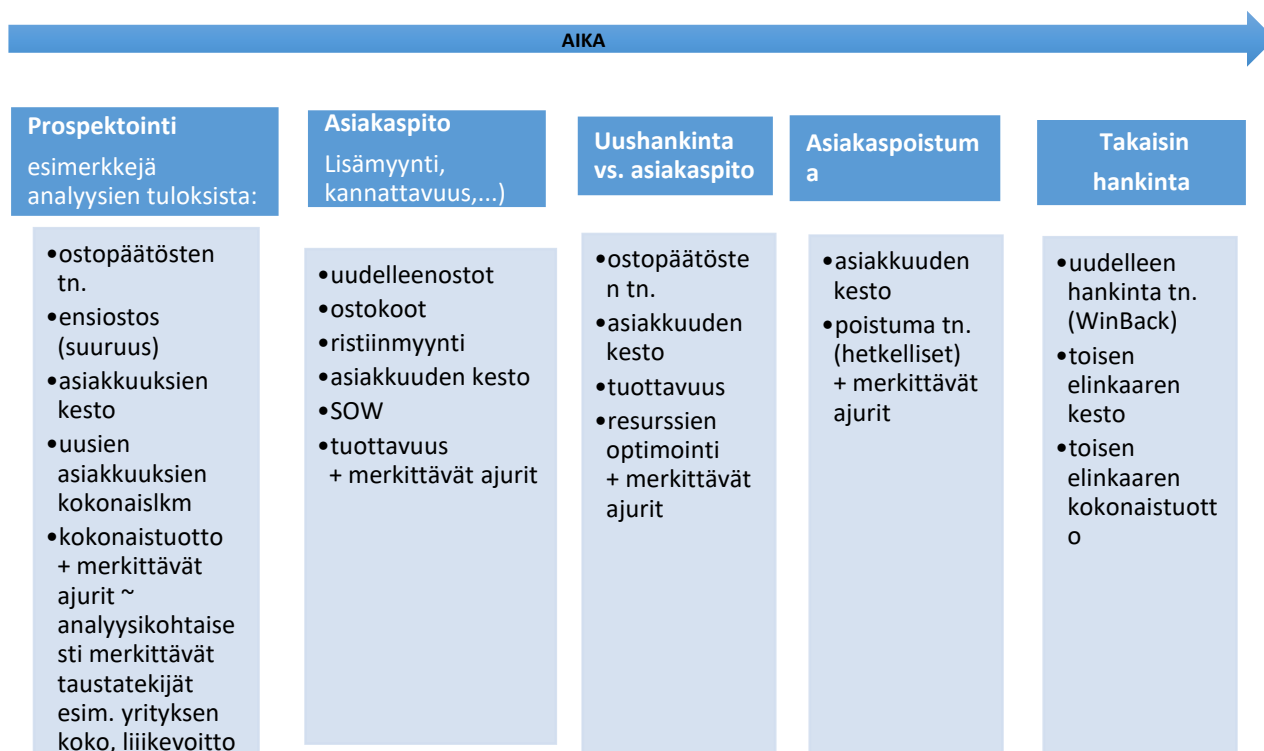 AIKA
Prospektointi
esimerkkejä
analyysien tuloksista:
•ostopäätösten
tn.
•ensiostos
(suuruus)
•asiakkuuksien
kesto
•uusien
asiakkuuksien
kokonaislkm
•kokonaistuotto
+ merkittävät
ajurit ~
analyysikohtaise
sti merkittävät
taustatekijät
esim. yrityksen
koko, liikevoitto
Asiakaspito
Lisämyynti,
kannattavuus,...)
•uudelleenostot
•ostokoot
•ristiinmyynti
•asiakkuuden kesto
•SOW
•tuottavuus
+ merkittävät ajurit
Uushankinta
vs. asiakaspito
•ostopäätöste
n tn.
•asiakkuuden
kesto
•tuottavuus
•resurssien
optimointi
+ merkittävät
ajurit
Asiakaspoistum
a
•asiakkuuden
kesto
•poistuma tn.
(hetkelliset)
+ merkittävät
ajurit
Takaisin
hankinta
•uudelleen
hankinta tn.
(WinBack)
•toisen
elinkaaren
kesto
•toisen
elinkaaren
kokonaistuott
o